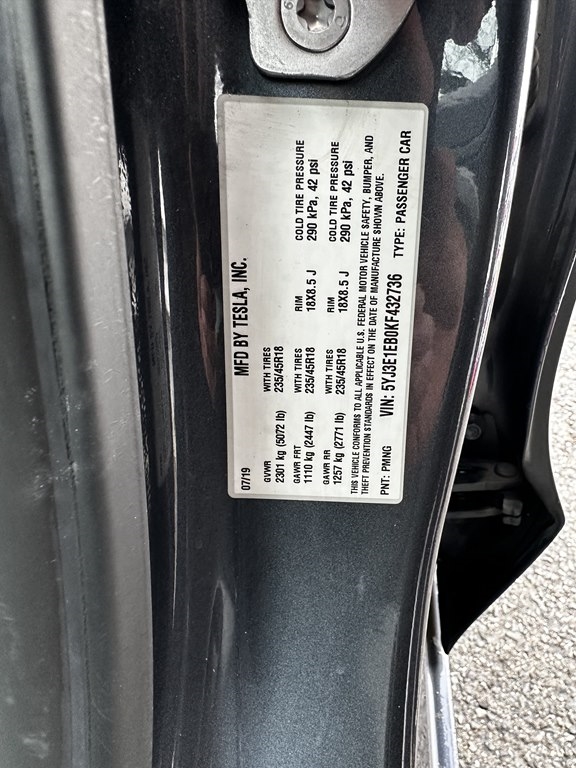 MFD BY TESLA, INC.
07/19
GVWR WITH TIRES RIM COLD TIRE PRESSURE
2301 kg (5072 lb) 235/45R18 18X8.5 J 290 kPa, 42 psi
GAWR FRT WITH TIRES RIM COLD TIRE PRESSURE
1110 kg (2447 lb) 235/45R18 18X8.5 J 290 kPa, 42 psi
GAWR RR WITH TIRES
1257 kg (2771 lb) 235/45R18
THIS VEHICLE CONFORMS TO ALL APPLICABLE U.S. FEDERAL MOTOR VEHICLE SAFETY, BUMPER, AND
THEFT PREVENTION STANDARDS IN EFFECT ON THE DATE OF MANUFACTURE SHOWN ABOVE.
PNT: PMNG VIN: 5YJ3E1EB0KF432736 TYPE: PASSENGER CAR